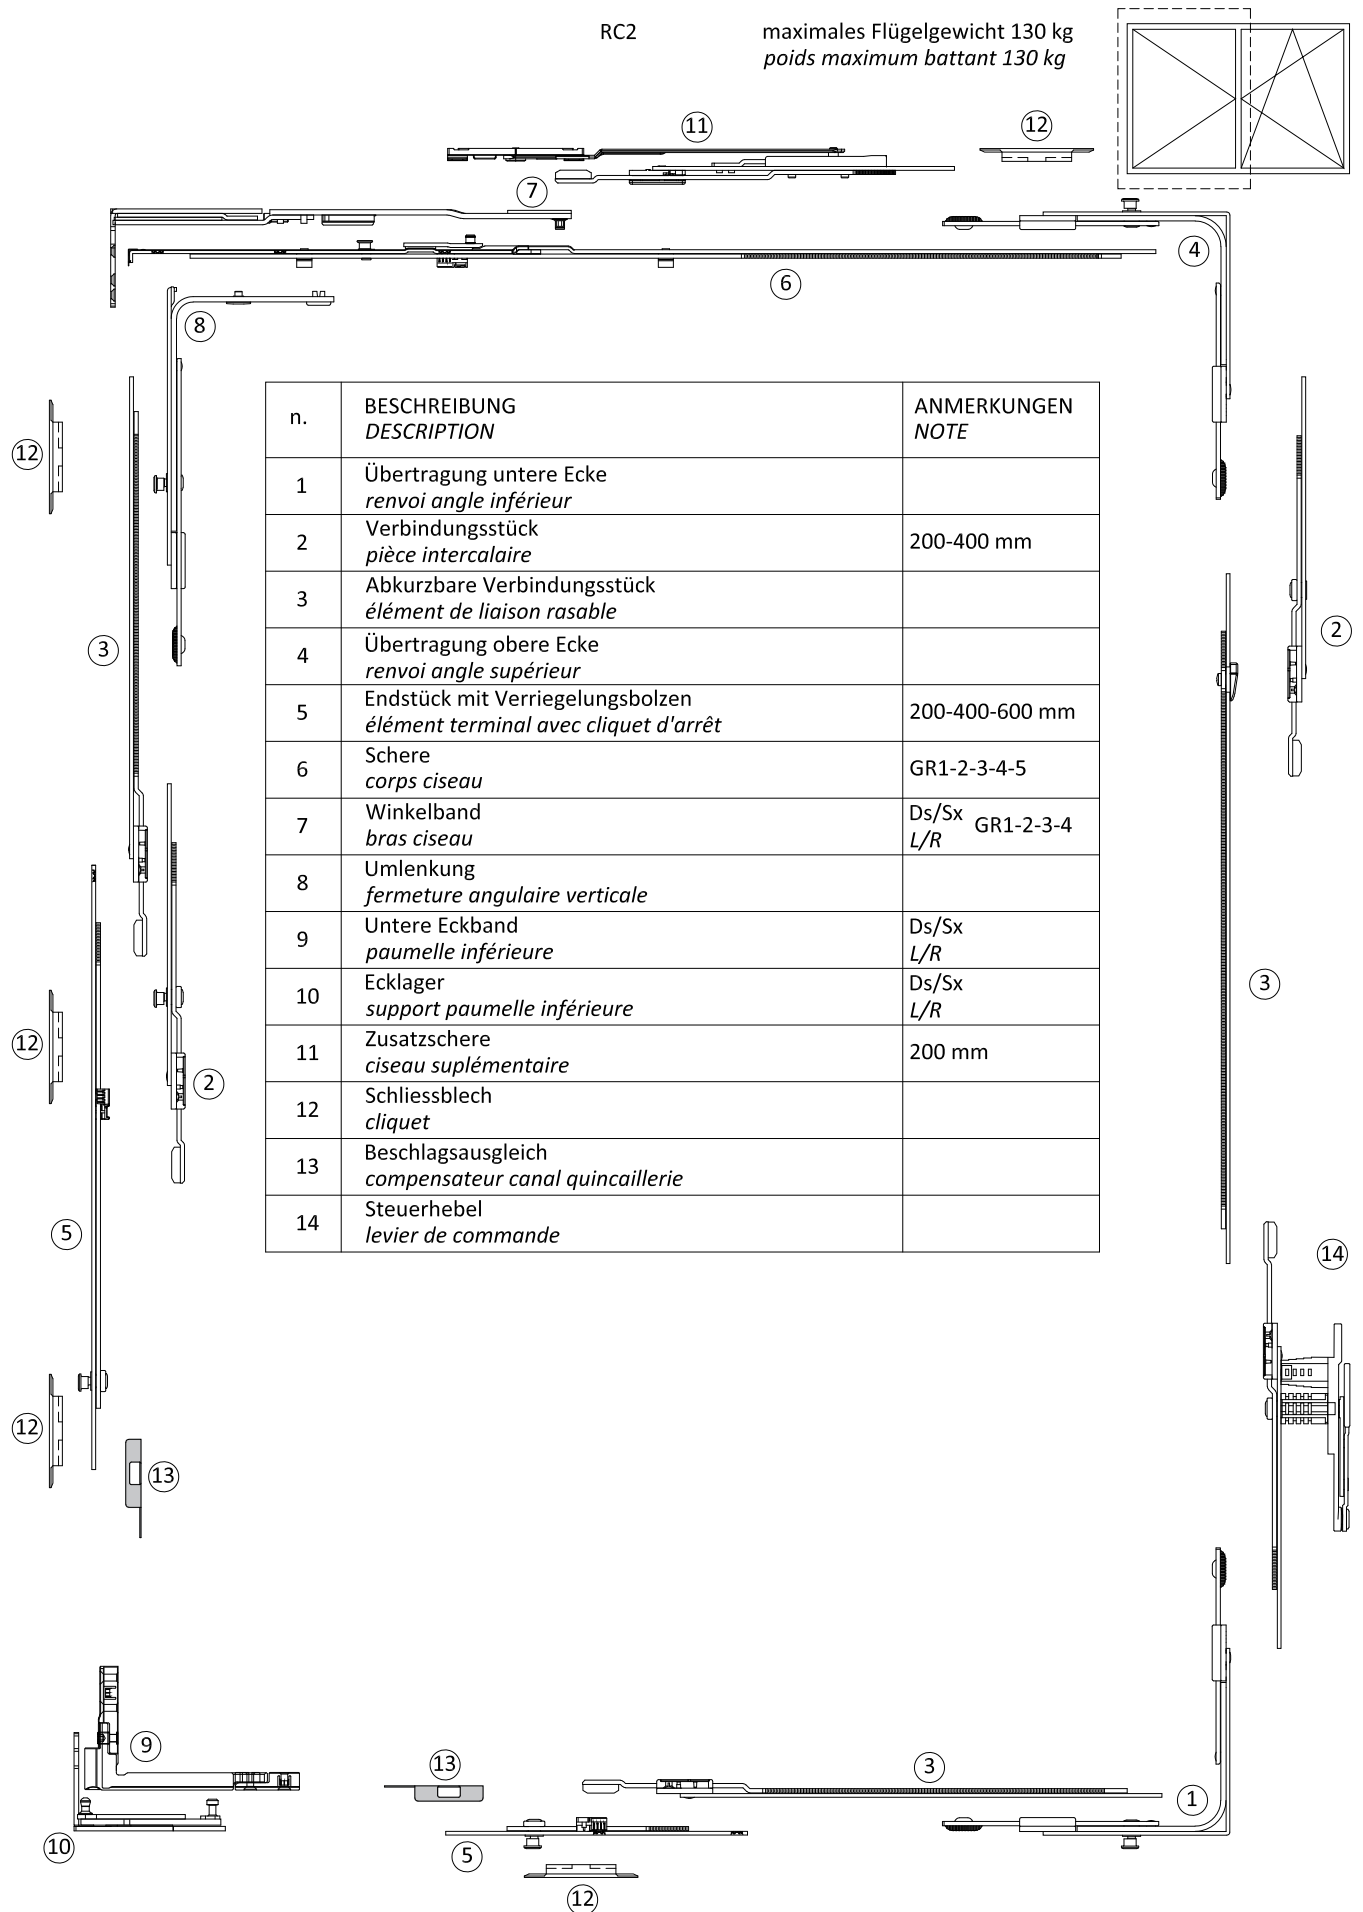 RC2
maximales Flügelgewicht 130 kg
poids maximum battant 130 kg
11
12
7
4
6
8
n.
BESCHREIBUNG
DESCRIPTION
ANMERKUNGEN
NOTE
1
Übertragung untere Ecke
renvoi angle inférieur
2
Verbindungsstück
pièce intercalaire
200-400 mm
3
Abkurzbare Verbindungsstück
élément de liaison rasable
4
Übertragung obere Ecke
renvoi angle supérieur
5
Endstück mit Verriegelungsbolzen
élément terminal avec cliquet d'arrêt
200-400-600 mm
6
Schere
corps ciseau
GR1-2-3-4-5
7
Winkelband
bras ciseau
Ds/Sx
L/R
GR1-2-3-4
8
Umlenkung
fermeture angulaire verticale
9
Untere Eckband
paumelle inférieure
Ds/Sx
L/R
10
Ecklager
support paumelle inférieure
Ds/Sx
L/R
11
Zusatzschere
ciseau suplémentaire
200 mm
12
Schliessblech
cliquet
13
Beschlagsausgleich
compensateur canal quincaillerie
14
Steuerhebel
levier de commande
12
3
2
12
2
3
5
14
12
13
9
10
13
3
1
5
12